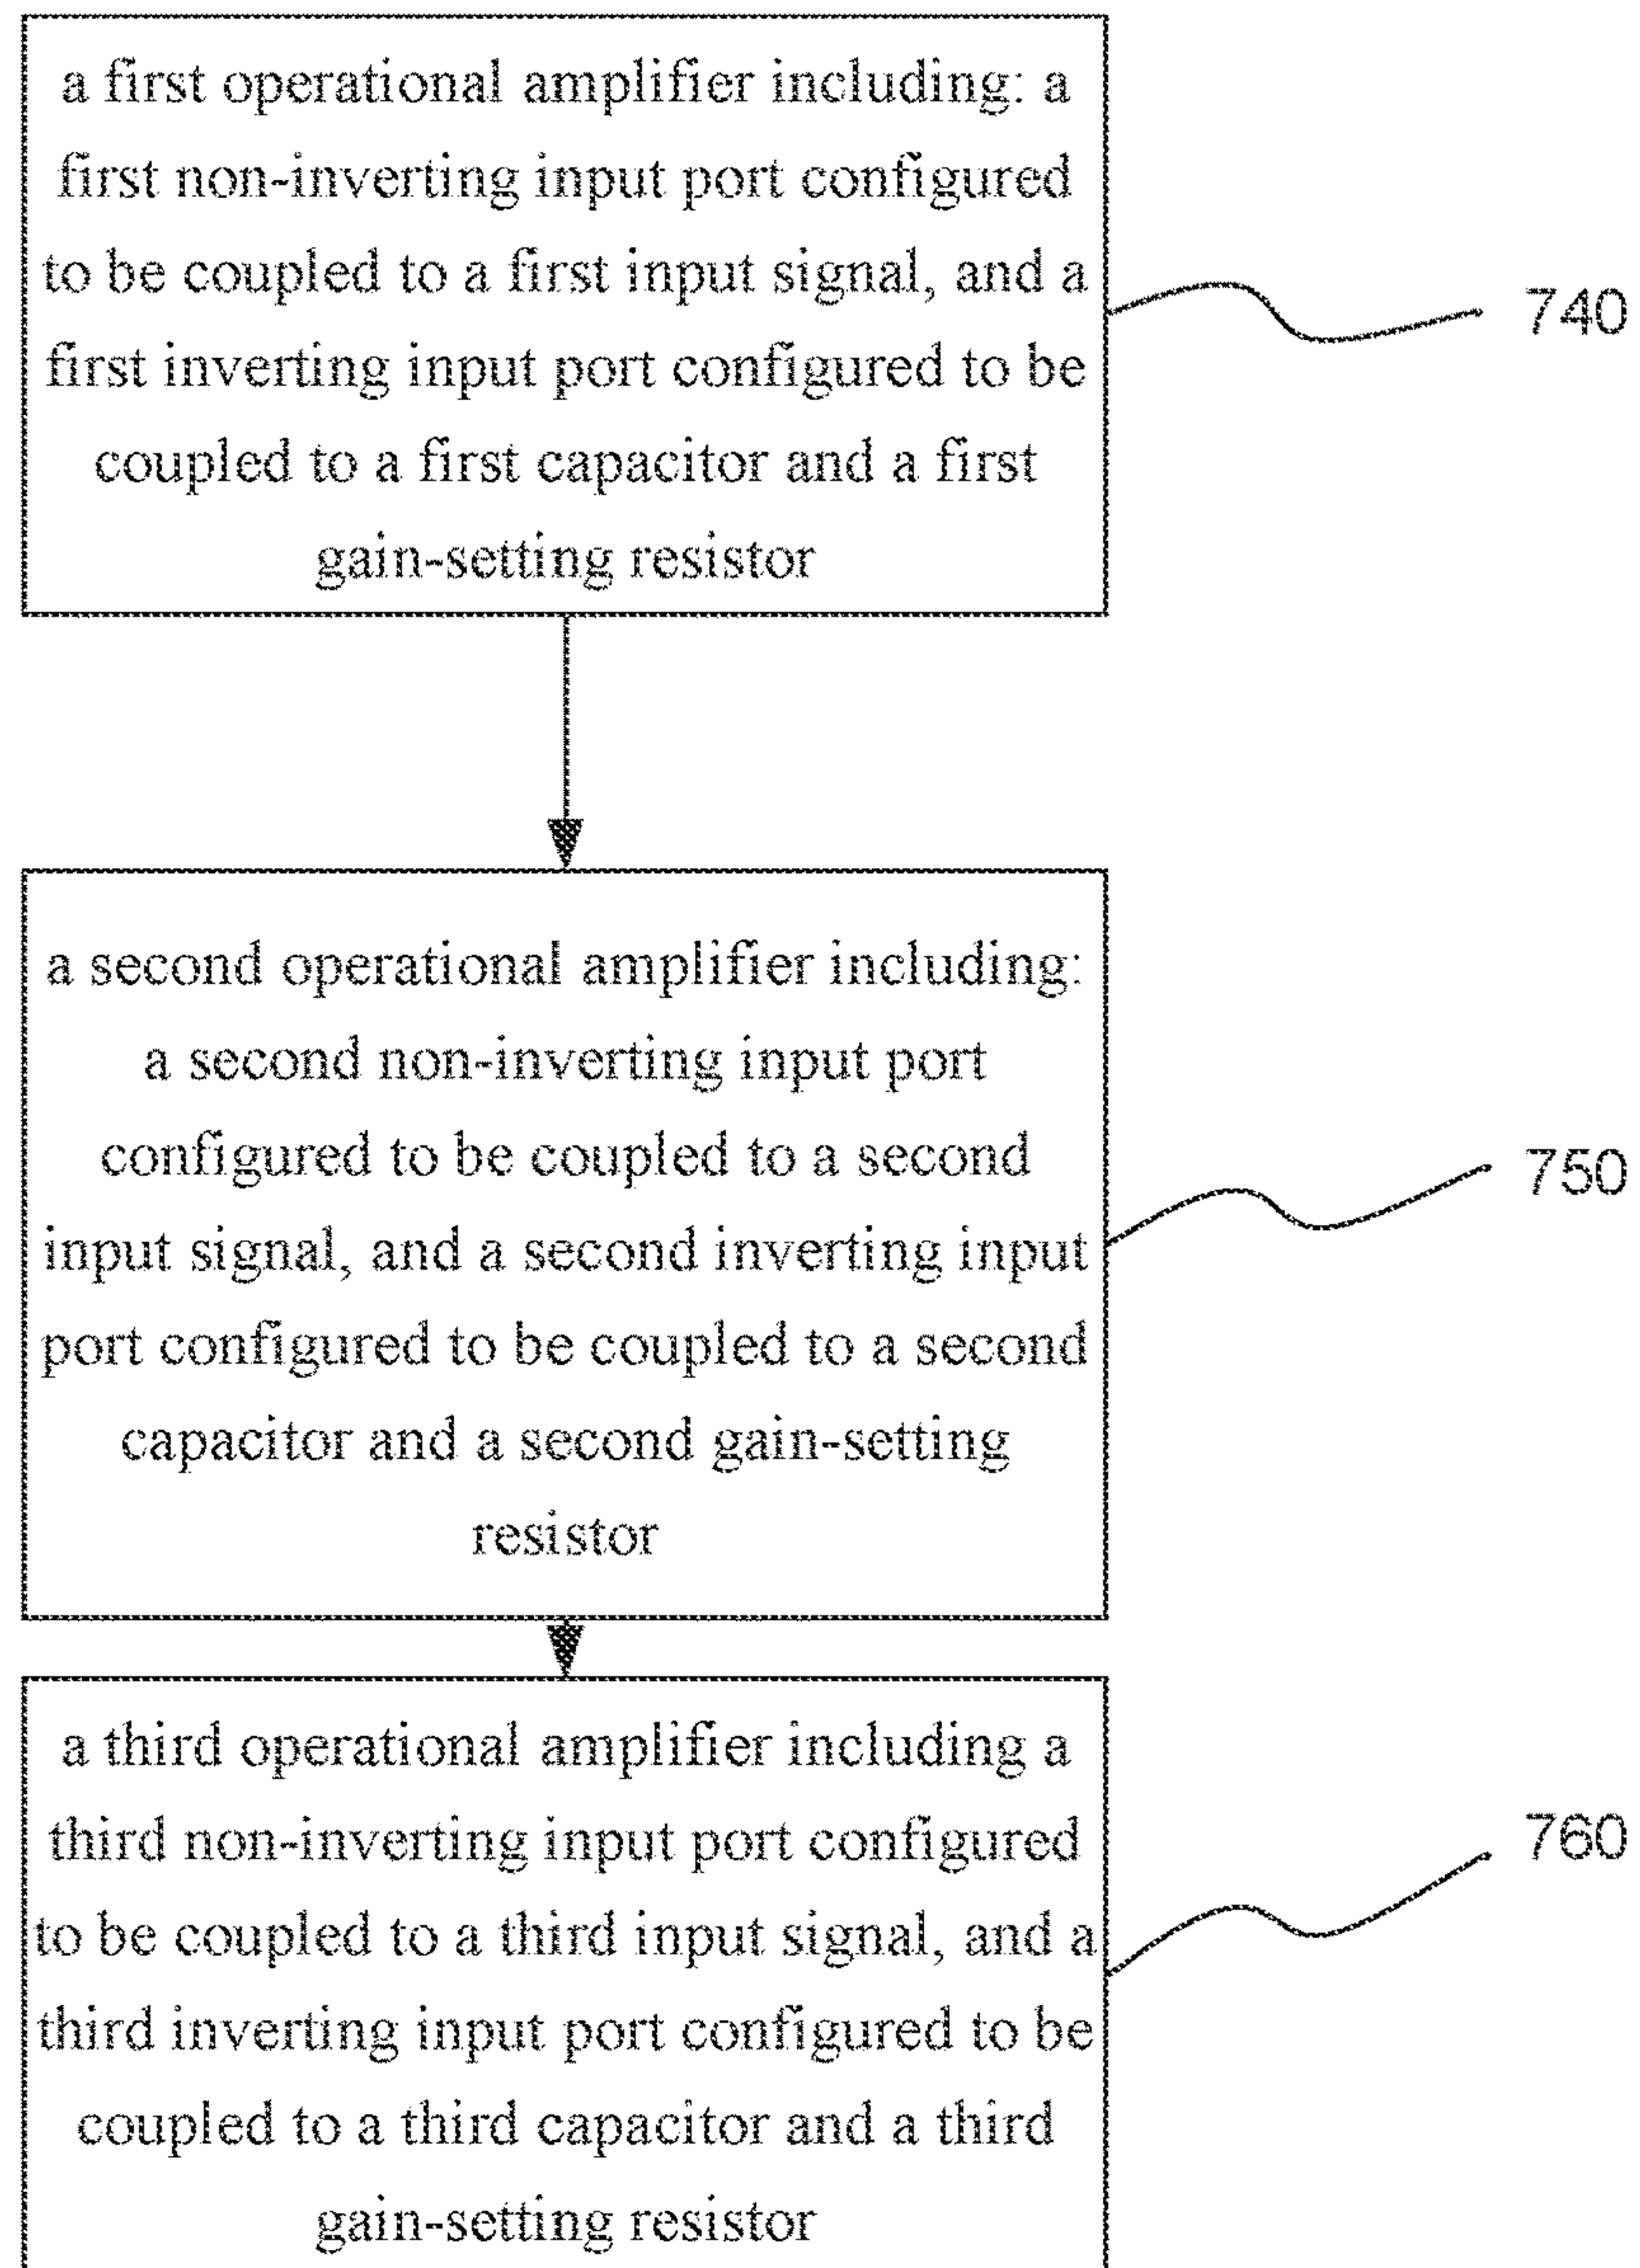 a first operational amplifier including: a
first non-inverting input port configured
to be coupled to a first input signal, and a
first inverting input port configured to be
coupled to a first capacitor and a first
gain-setting resistor
740
a second operational amplifier including:
a second non-inverting input port
configured to be coupled to a second
input signal, and a second inverting input
port configured to be coupled to a second
capacitor and a second gain-setting
resistor
750
a third operational amplifier including a
third non-inverting input port configured
to be coupled to a third input signal, and a
third inverting input port configured to be
coupled to a third capacitor and a third
gain-setting resistor
760